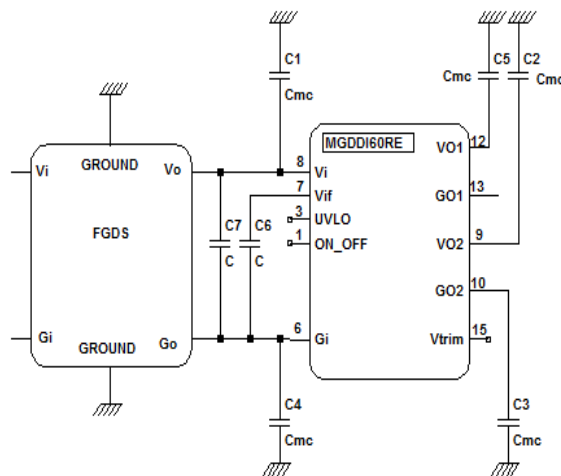 C1
Cmc
C5
Cmc
C2
Cmc
GROUND
Vi
Vo
FGDS
Gi
Go
GROUND
C7
C
C6
C
MGDDI60RE
8
Vi
7
Vif
3
UVLO
1
ON_OFF
6
Gi
VO1
12
GO1
13
VO2
9
GO2
10
Vtrim
15
C4
Cmc
C3
Cmc